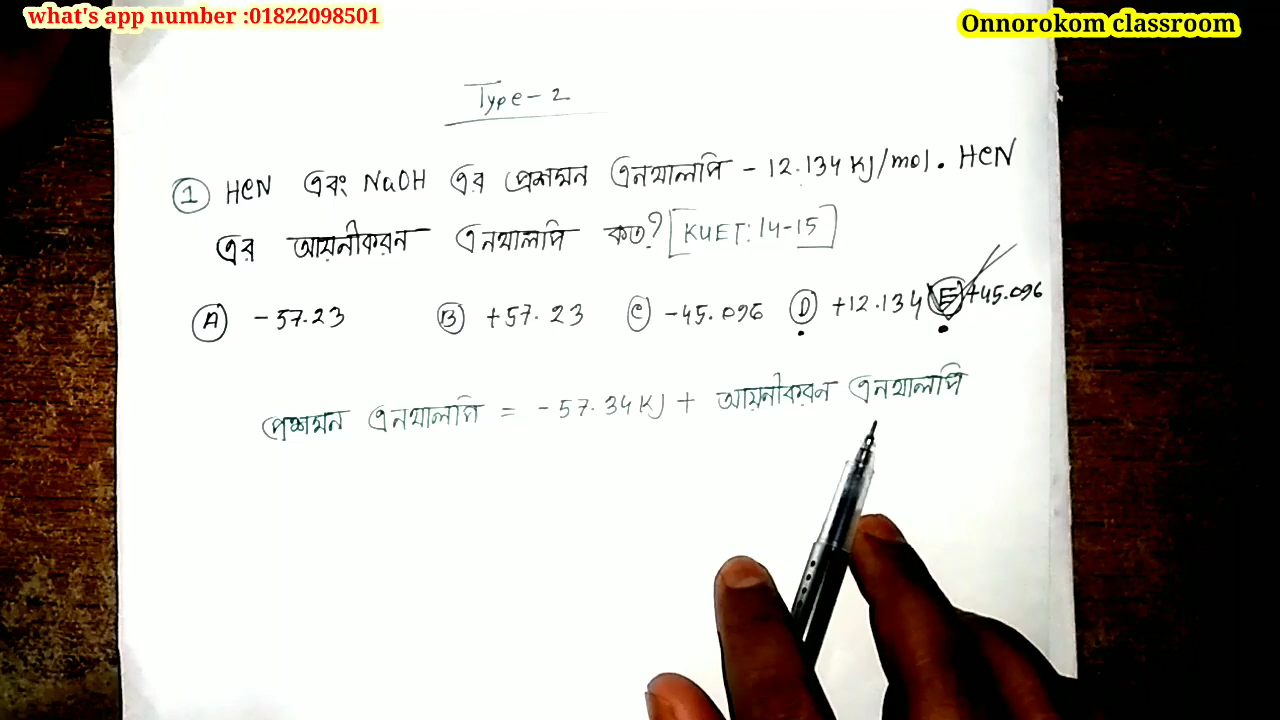 what's app number :01822098501
Onnorokom classroom
Type-2
① HCN এবং NaOH এর প্রশমন এনথালপি -12.134 KJ/mol. HCN
এর আয়নীকরন এনথালপি কত? [KUET: 14-15]
Ⓐ -57.23 Ⓑ +57.23 Ⓒ -45.096 Ⓓ +12.134 Ⓔ +45.096
প্রশমন এনথালপি = -57.34 KJ + আয়নীকরন এনথালপি